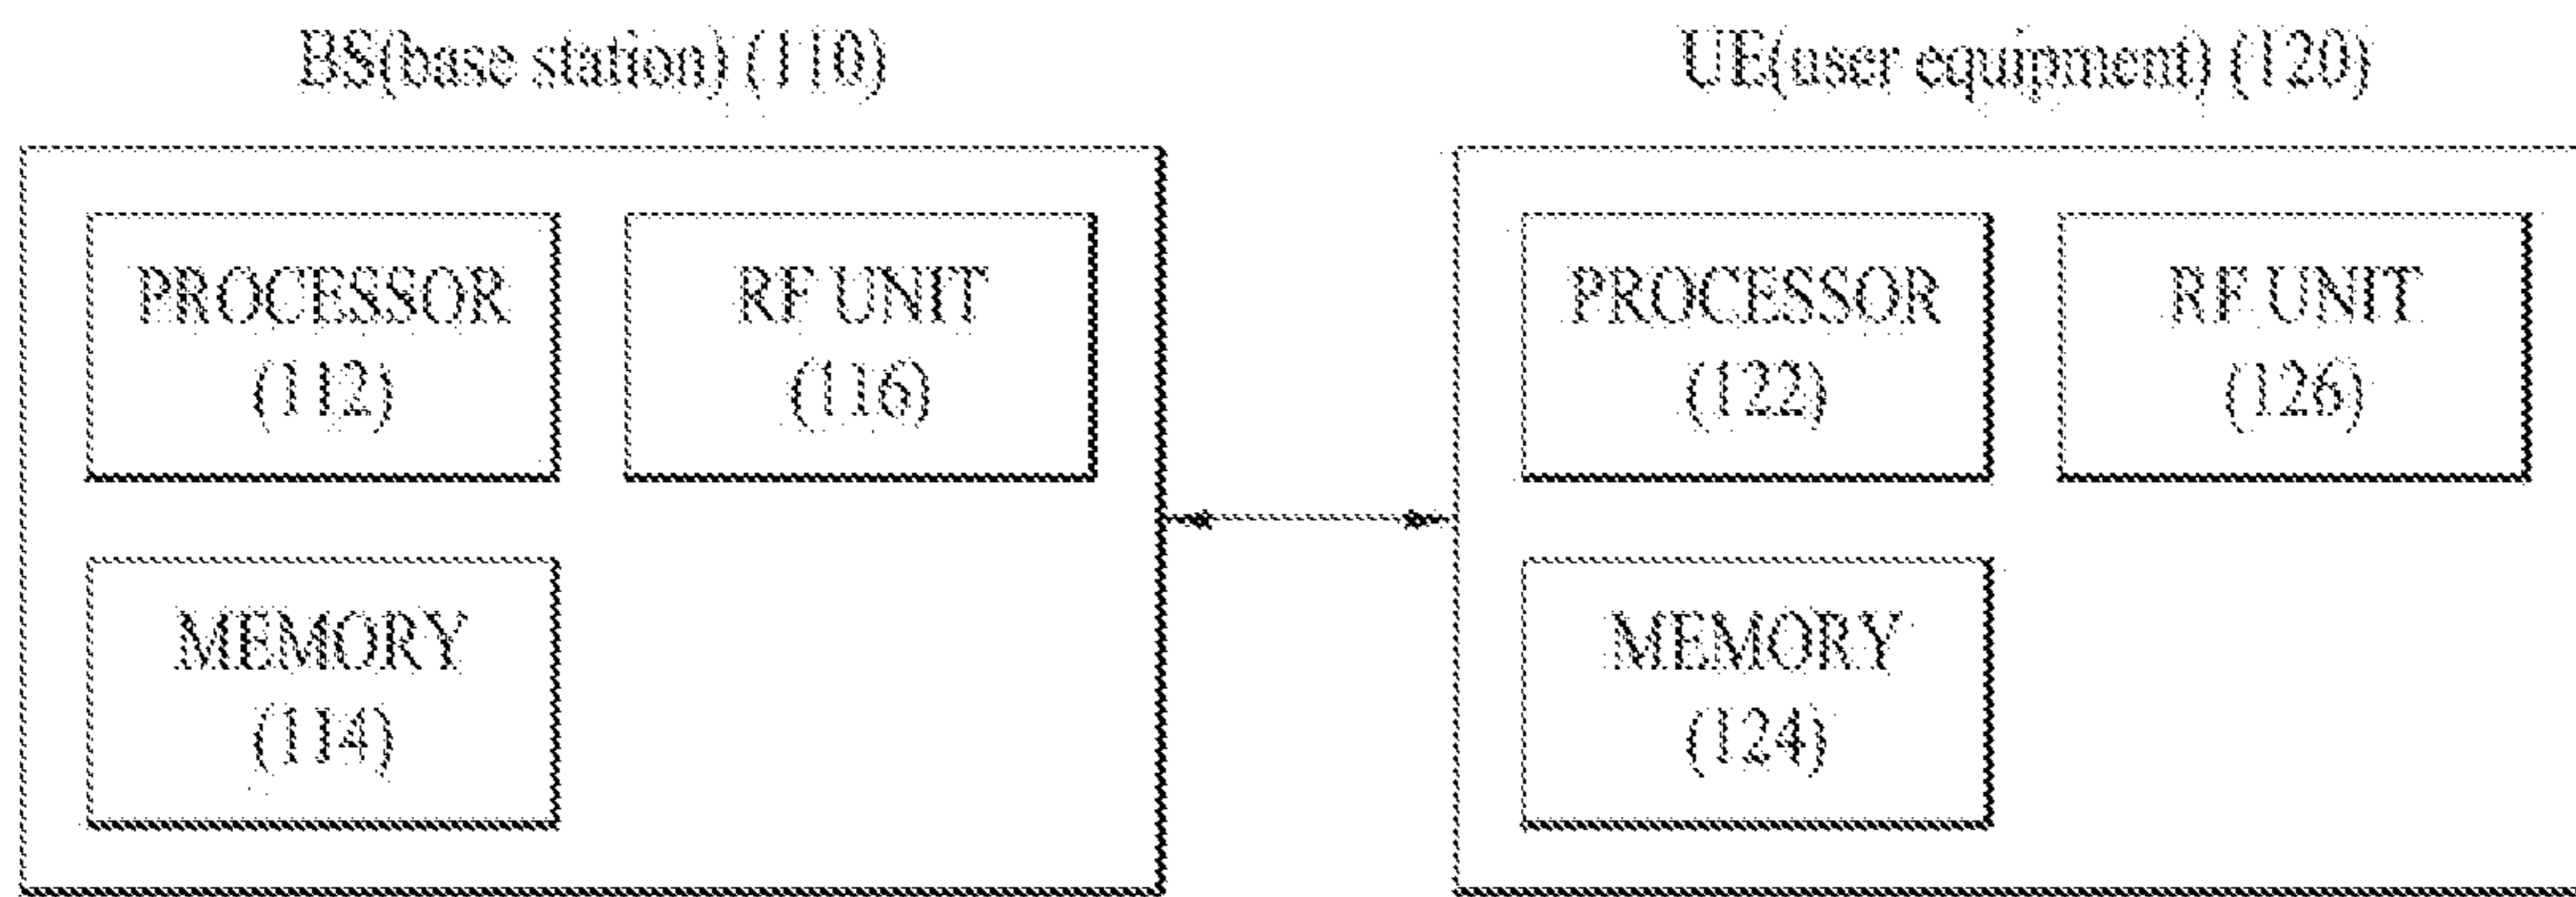 BS(base station) (110)
PROCESSOR
(112)
RF UNIT
(116)
MEMORY
(114)
UE(user equipment) (120)
PROCESSOR
(122)
RF UNIT
(126)
MEMORY
(124)